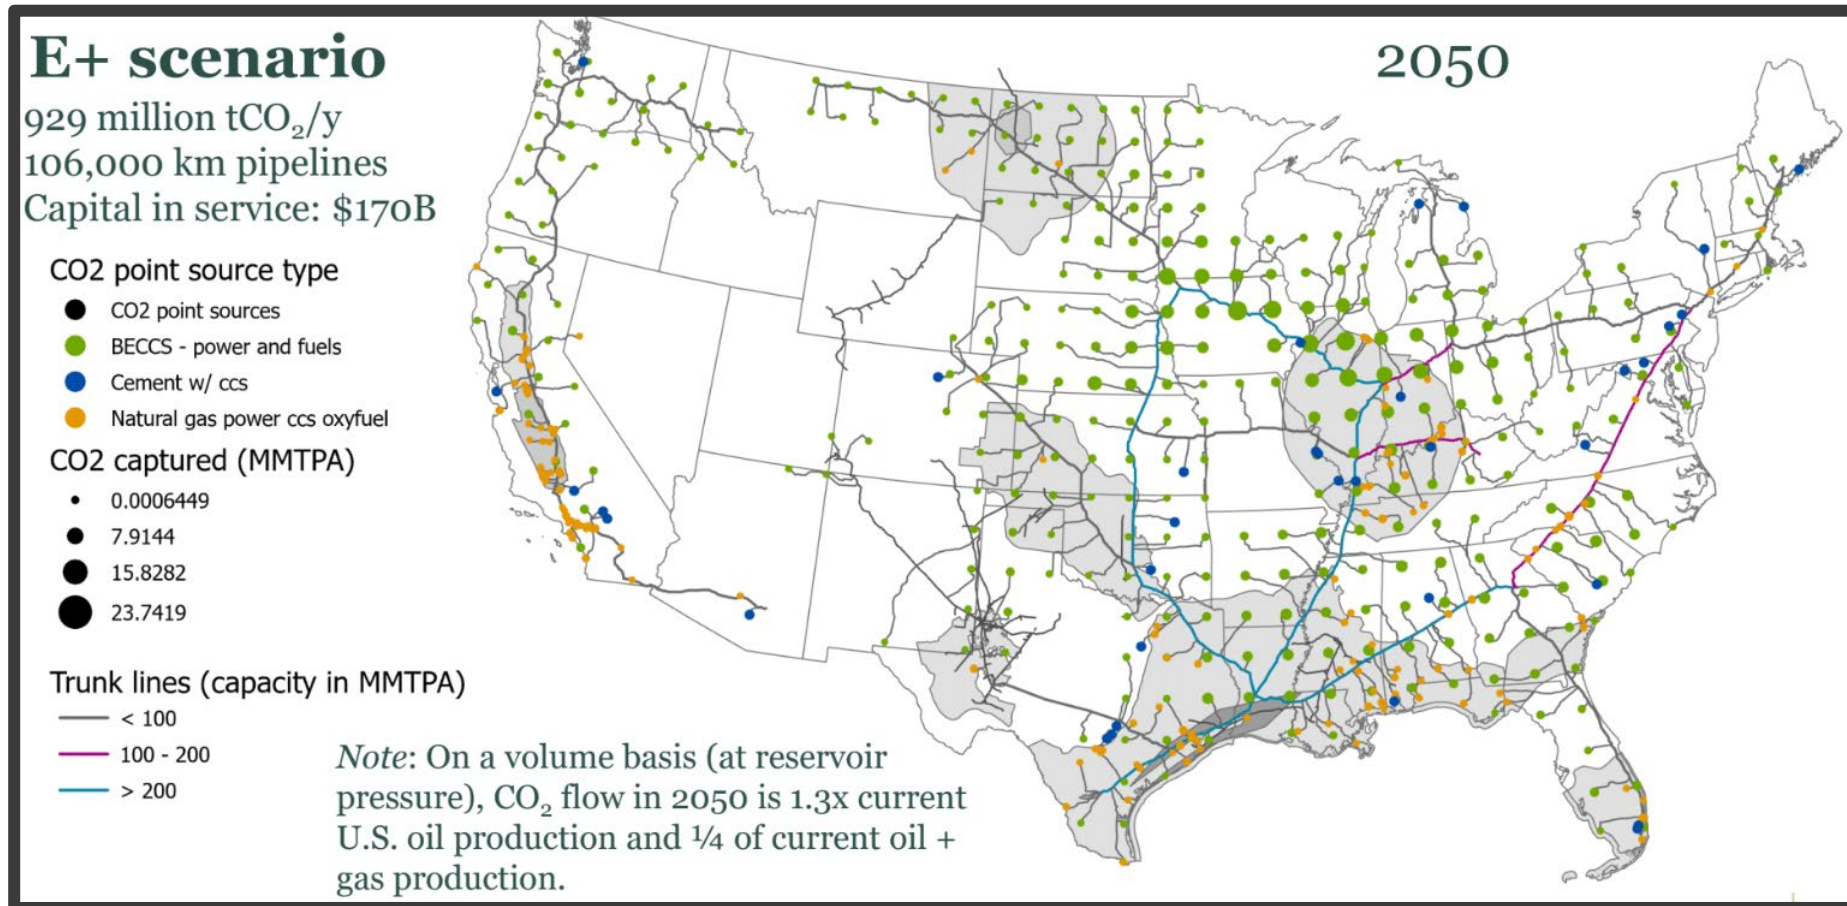 E+ scenario
2050
929 million tCO₂/y
106,000 km pipelines
Capital in service: $170B
CO2 point source type
CO2 point sources
BECCS - power and fuels
Cement w/ ccs
Natural gas power ccs oxyfuel
CO2 captured (MMTPA)
0.0006449
7.9144
15.8282
23.7419
Trunk lines (capacity in MMTPA)
< 100
100 - 200
> 200
Note: On a volume basis (at reservoir
pressure), CO₂ flow in 2050 is 1.3x current
U.S. oil production and ¼ of current oil +
gas production.